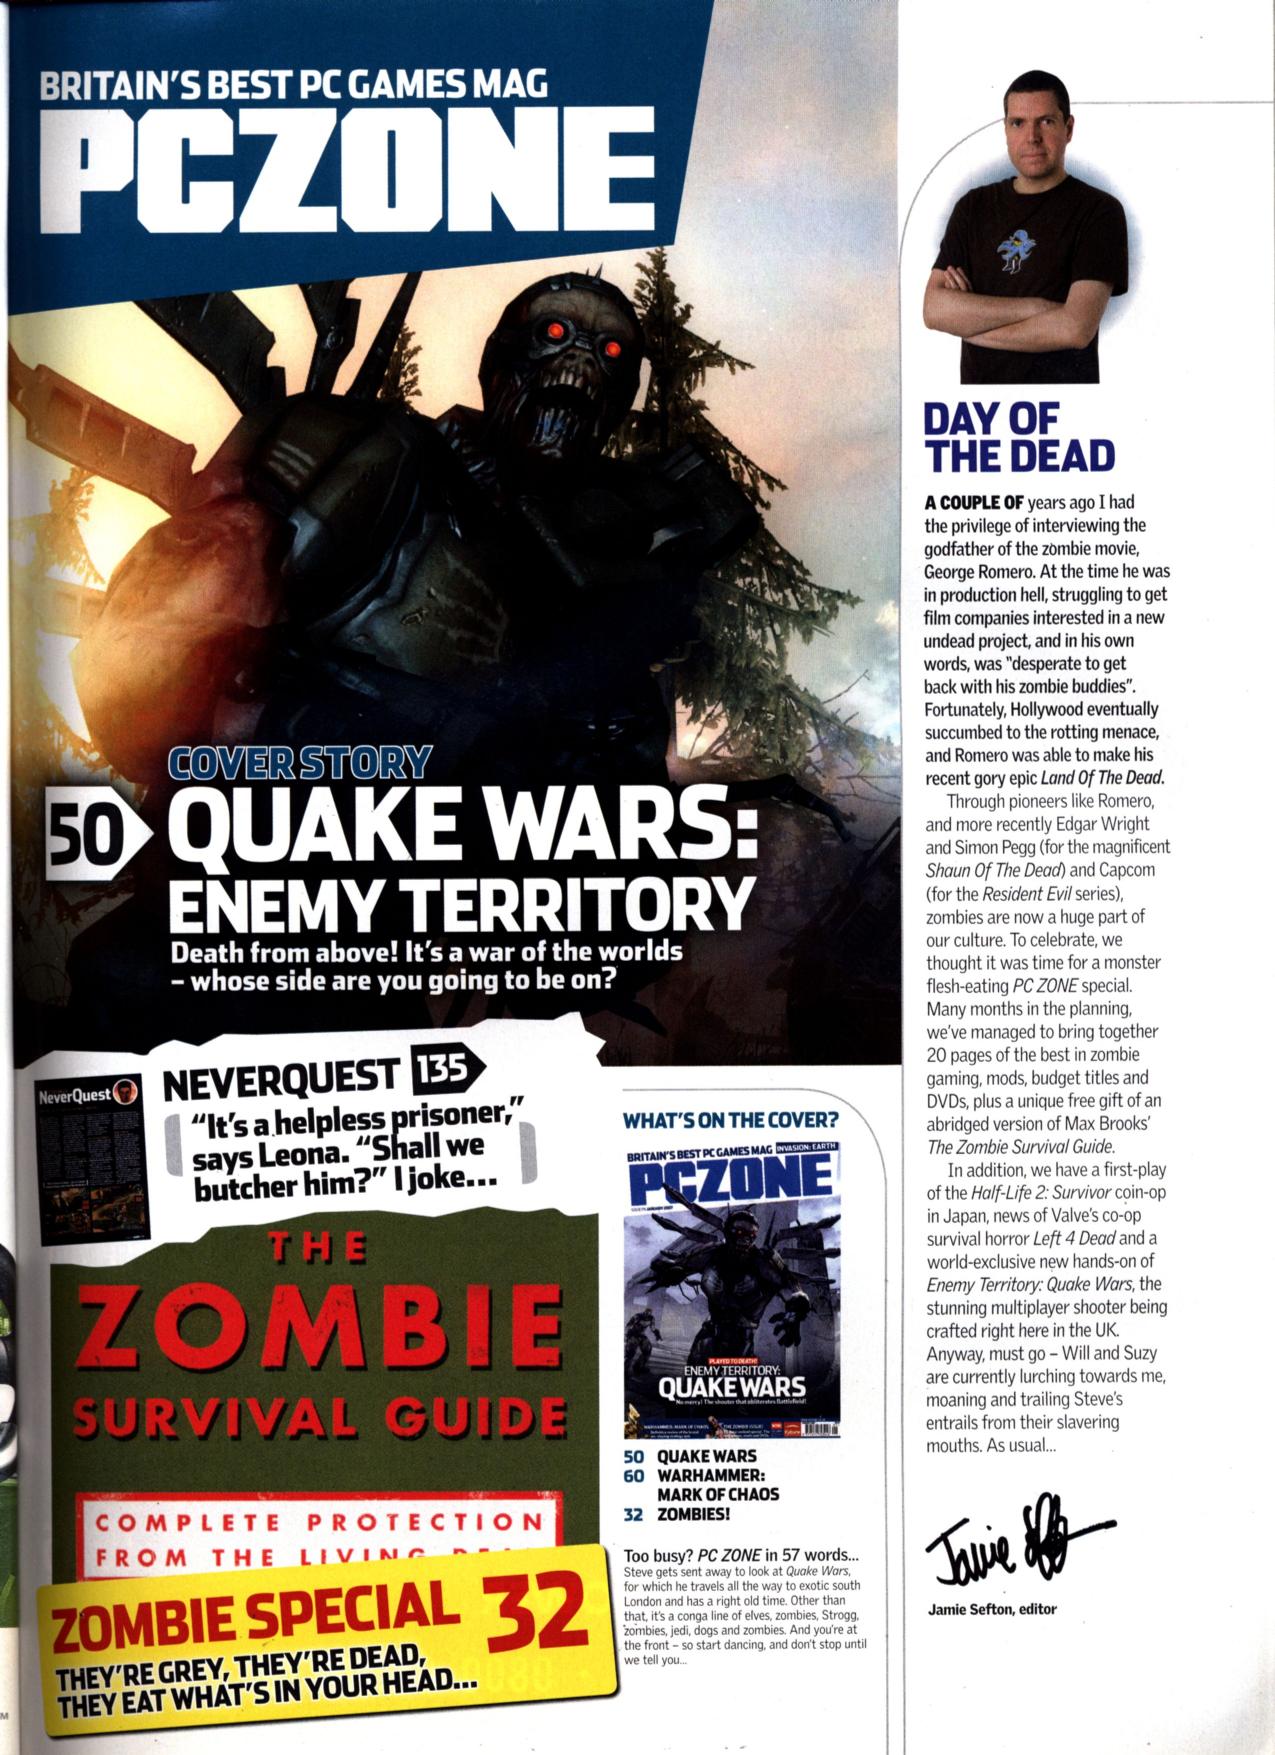 BRITAIN'S BEST PC GAMES MAG
PCZONE
COVER STORY
50
QUAKE WARS:
ENEMY TERRITORY
Death from above! It's a war of the worlds
– whose side are you going to be on?
NeverQuest
NEVERQUEST 135
"It's a helpless prisoner,"
says Leona. "Shall we
butcher him?" I joke...
THE
ZOMBIE
SURVIVAL GUIDE
COMPLETE PROTECTION
FROM THE LIVING
ZOMBIE SPECIAL 32
THEY'RE GREY, THEY'RE DEAD,
THEY EAT WHAT'S IN YOUR HEAD...
WHAT'S ON THE COVER?
BRITAIN'S BEST PC GAMES MAG INVASION: EARTH
PCZONE
PLAYED TO DEATH!
ENEMY TERRITORY:
QUAKE WARS
No mercy! The shooter that obliterates Battlefield!
50 QUAKE WARS
60 WARHAMMER:
MARK OF CHAOS
32 ZOMBIES!
Too busy? PC ZONE in 57 words...
Steve gets sent away to look at Quake Wars,
for which he travels all the way to exotic south
London and has a right old time. Other than
that, it's a conga line of elves, zombies, Strogg,
zombies, jedi, dogs and zombies. And you're at
the front – so start dancing, and don't stop until
we tell you...
DAY OF
THE DEAD
A COUPLE OF years ago I had
the privilege of interviewing the
godfather of the zombie movie,
George Romero. At the time he was
in production hell, struggling to get
film companies interested in a new
undead project, and in his own
words, was "desperate to get
back with his zombie buddies".
Fortunately, Hollywood eventually
succumbed to the rotting menace,
and Romero was able to make his
recent gory epic Land Of The Dead.
Through pioneers like Romero,
and more recently Edgar Wright
and Simon Pegg (for the magnificent
Shaun Of The Dead) and Capcom
(for the Resident Evil series),
zombies are now a huge part of
our culture. To celebrate, we
thought it was time for a monster
flesh-eating PC ZONE special.
Many months in the planning,
we've managed to bring together
20 pages of the best in zombie
gaming, mods, budget titles and
DVDs, plus a unique free gift of an
abridged version of Max Brooks'
The Zombie Survival Guide.
In addition, we have a first-play
of the Half-Life 2: Survivor coin-op
in Japan, news of Valve's co-op
survival horror Left 4 Dead and a
world-exclusive new hands-on of
Enemy Territory: Quake Wars, the
stunning multiplayer shooter being
crafted right here in the UK.
Anyway, must go – Will and Suzy
are currently lurching towards me,
moaning and trailing Steve's
entrails from their slavering
mouths. As usual...
Jamie
Jamie Sefton, editor